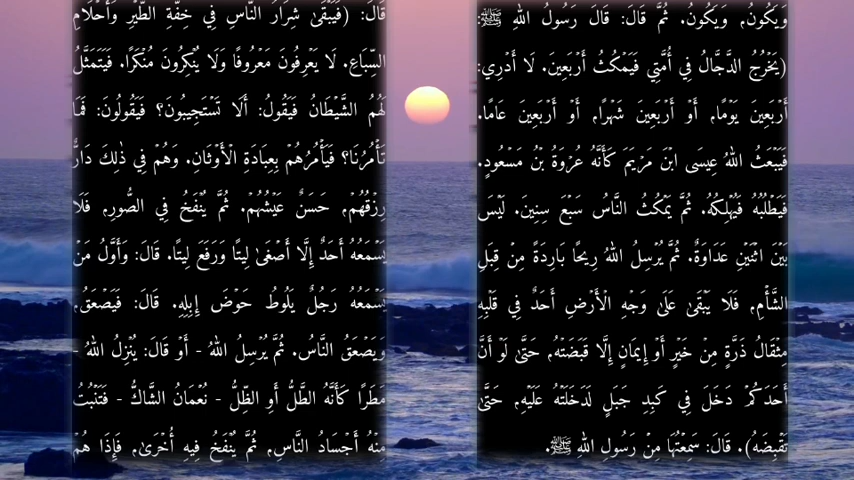 وَيَكُونُ، وَيَكُونُ. ثُمَّ قَالَ: قَالَ رَسُولُ اللهِ ﷺ:
(يَخْرُجُ الدَّجَّالُ فِي أُمَّتِي فَيَمْكُثُ أَرْبَعِينَ. لَا أَدْرِي:
أَرْبَعِينَ يَوْمًا، أَوْ أَرْبَعِينَ شَهْرًا، أَوْ أَرْبَعِينَ عَامًا.
فَيَبْعَثُ اللهُ عِيسَى ابْنَ مَرْيَمَ كَأَنَّهُ عُرْوَةُ بْنُ مَسْعُودٍ.
فَيَطْلُبُهُ فَيُهْلِكُهُ. ثُمَّ يَمْكُثُ النَّاسُ سَبْعَ سِنِينَ. لَيْسَ
بَيْنَ اثْنَيْنِ عَدَاوَةٌ. ثُمَّ يُرْسِلُ اللهُ رِيحًا بَارِدَةً مِنْ قِبَلِ
الشَّأْمِ، فَلَا يَبْقَى عَلَى وَجْهِ الْأَرْضِ أَحَدٌ فِي قَلْبِهِ
مِثْقَالُ ذَرَّةٍ مِنْ خَيْرٍ أَوْ إِيمَانٍ إِلَّا قَبَضَتْهُ، حَتَّى لَوْ أَنَّ
أَحَدَكُمْ دَخَلَ فِي كَبِدِ جَبَلٍ لَدَخَلَتْهُ عَلَيْهِ، حَتَّى
تَقْبِضَهُ). قَالَ: سَمِعْتُهَا مِنْ رَسُولِ اللهِ ﷺ.
قَالَ: (فَيَبْقَى شِرَارُ النَّاسِ فِي خِفَّةِ الطَّيْرِ وَأَحْلَامِ
السِّبَاعِ. لَا يَعْرِفُونَ مَعْرُوفًا وَلَا يُنْكِرُونَ مُنْكَرًا. فَيَتَمَثَّلُ
لَهُمُ الشَّيْطَانُ فَيَقُولُ: أَلَا تَسْتَجِيبُونَ؟ فَيَقُولُونَ: فَمَا
تَأْمُرُنَا؟ فَيَأْمُرُهُمْ بِعِبَادَةِ الْأَوْثَانِ. وَهُمْ فِي ذَلِكَ دَارٌّ
رِزْقُهُمْ، حَسَنٌ عَيْشُهُمْ. ثُمَّ يُنْفَخُ فِي الصُّورِ، فَلَا
يَسْمَعُهُ أَحَدٌ إِلَّا أَصْغَى لِيتًا وَرَفَعَ لِيتًا. قَالَ: وَأَوَّلُ مَنْ
يَسْمَعُهُ رَجُلٌ يَلُوطُ حَوْضَ إِبِلِهِ. قَالَ: فَيَصْعَقُ،
وَيَصْعَقُ النَّاسُ. ثُمَّ يُرْسِلُ اللهُ - أَوْ قَالَ: يُنْزِلُ اللهُ -
مَطَرًا كَأَنَّهُ الطَّلُّ أَوِ الظِّلُّ - نُعْمَانُ الشَّاكُّ - فَتَنْبُتُ
مِنْهُ أَجْسَادُ النَّاسِ، ثُمَّ يُنْفَخُ فِيهِ أُخْرَى، فَإِذَا هُمْ